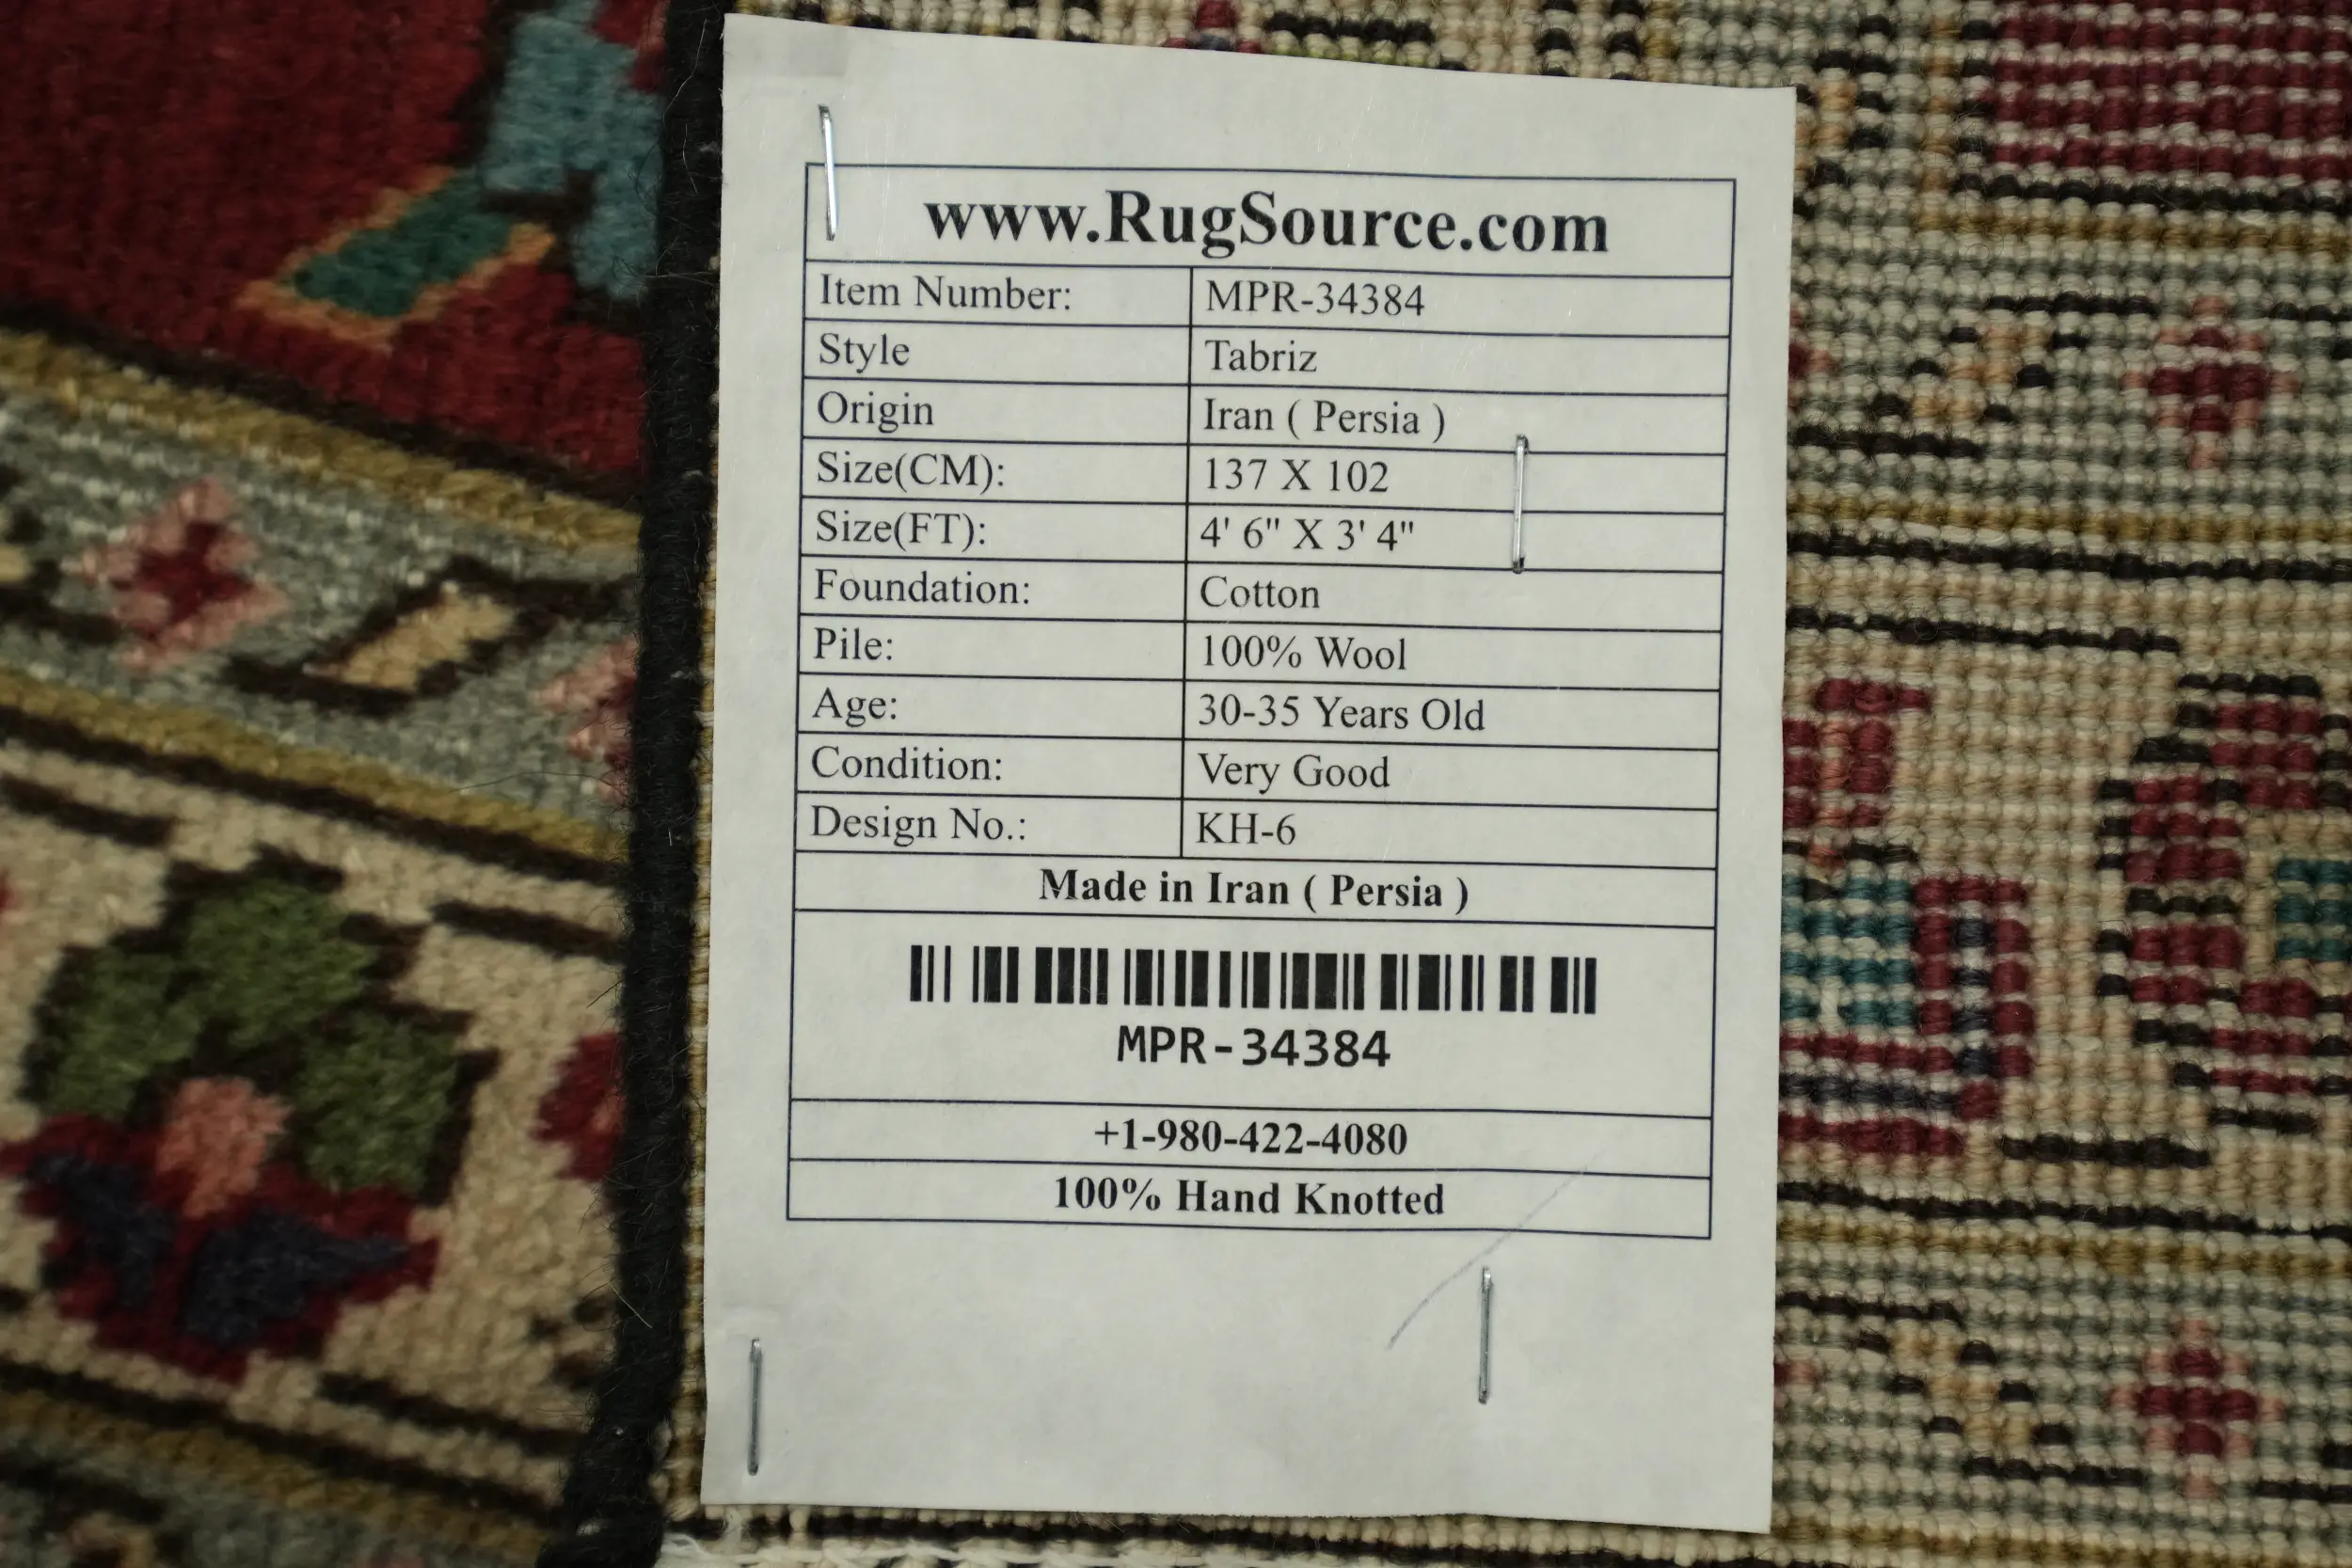 www.RugSource.com
Item Number: MPR-34384
Style Tabriz
Origin Iran ( Persia )
Size(CM): 137 X 102
Size(FT): 4' 6" X 3' 4"
Foundation: Cotton
Pile: 100% Wool
Age: 30-35 Years Old
Condition: Very Good
Design No.: KH-6
Made in Iran ( Persia )
MPR-34384
+1-980-422-4080
100% Hand Knotted